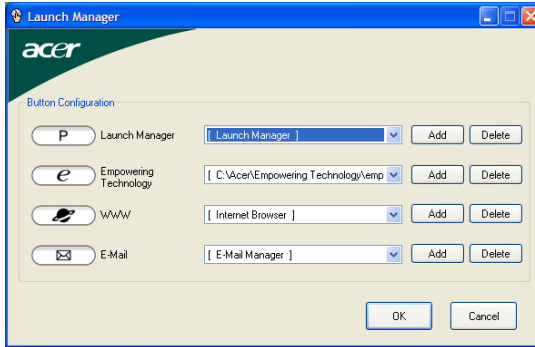 Launch Manager
acer
Button Configuration
P Launch Manager [ Launch Manager ] Add Delete
e Empowering Technology [ C:\Acer\Empowering Technology\emp Add Delete
WWW [ Internet Browser ] Add Delete
E-Mail [ E-Mail Manager ] Add Delete
OK Cancel